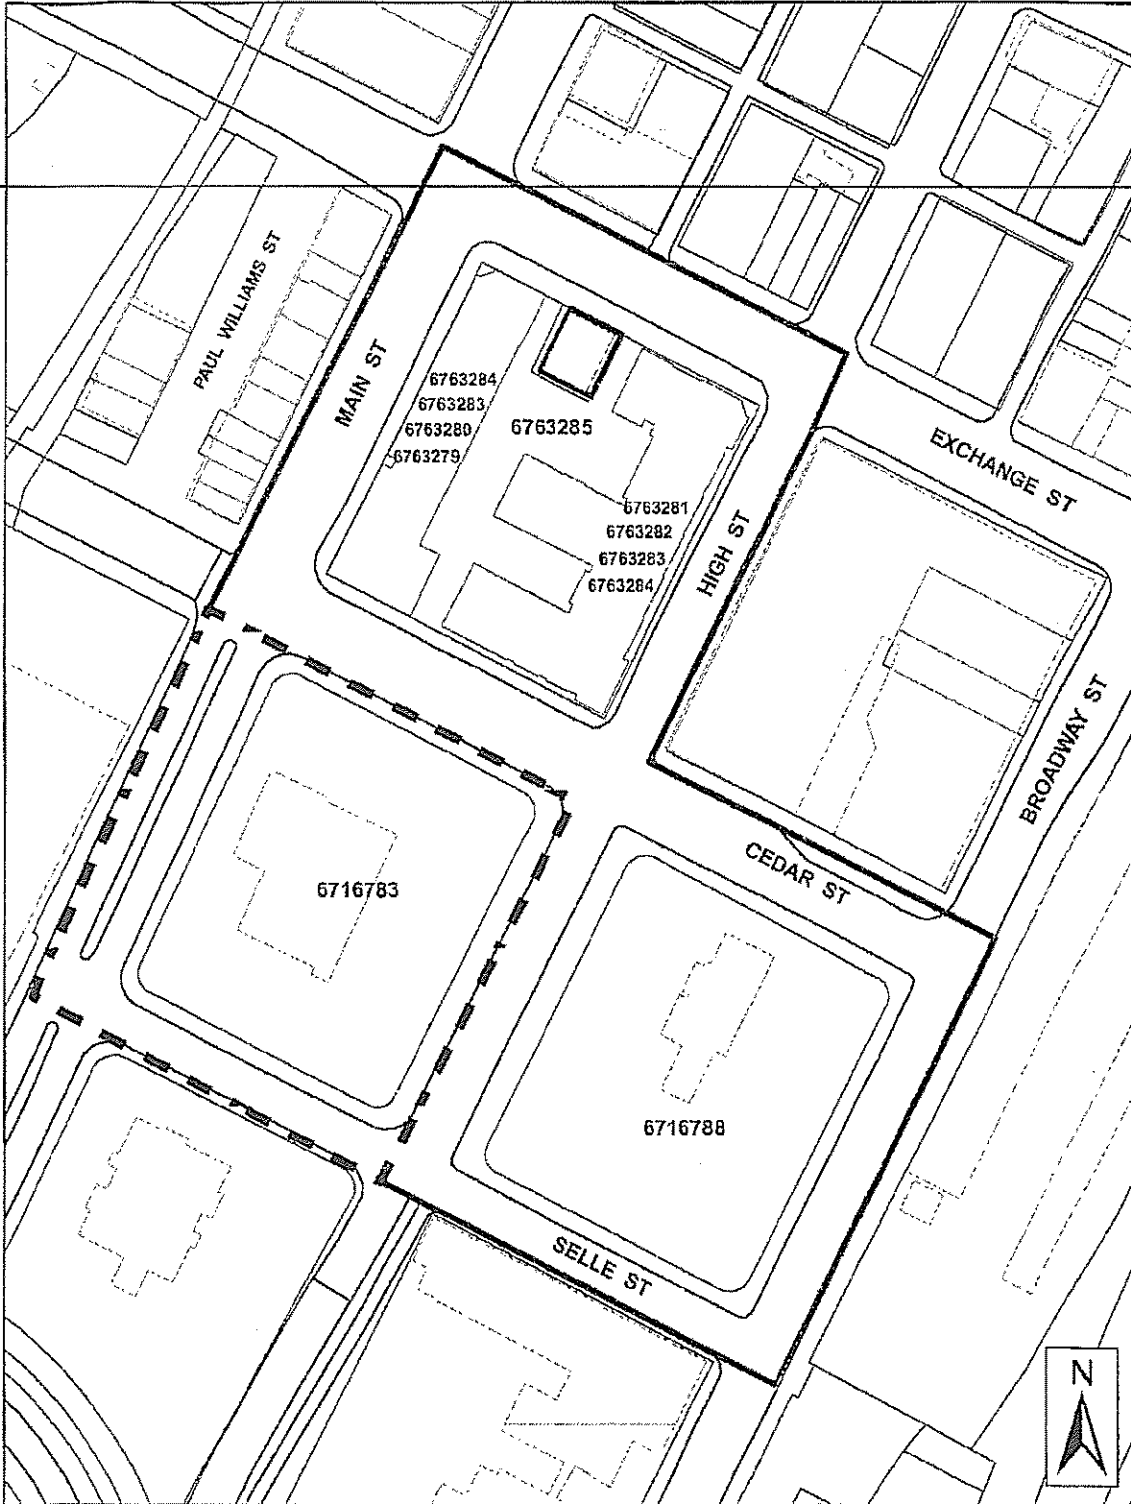 PAUL WILLIAMS ST
MAIN ST
6763284
6763283
6763280
6763279
6763285
EXCHANGE ST
6763281
6763282
6763283
6763284
HIGH ST
BROADWAY ST
CEDAR ST
6716783
6716788
SELLE ST
N